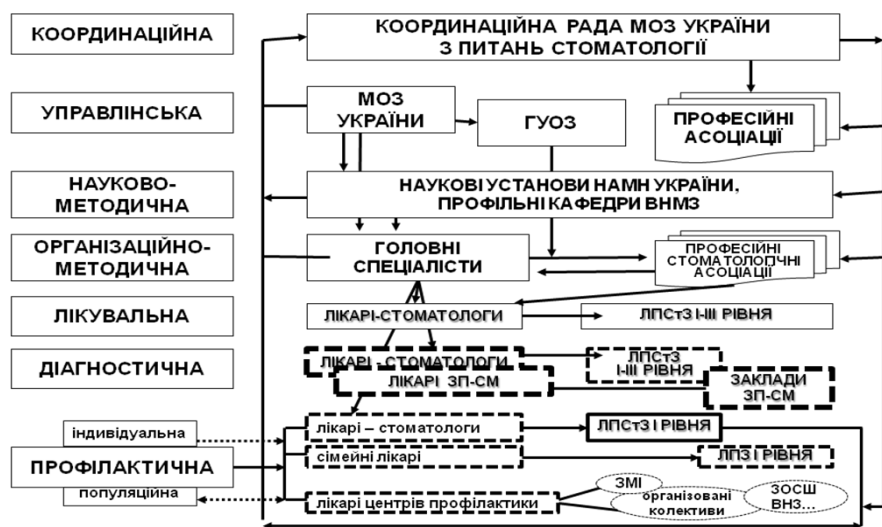 КООРДИНАЦІЙНА
КООРДИНАЦІЙНА РАДА МОЗ УКРАЇНИ
З ПИТАНЬ СТОМАТОЛОГІЇ
УПРАВЛІНСЬКА
МОЗ
УКРАЇНИ
ГУОЗ
ПРОФЕСІЙНІ
АСОЦІАЦІЇ
НАУКОВО-
МЕТОДИЧНА
НАУКОВІ УСТАНОВИ НАМН УКРАЇНИ,
ПРОФІЛЬНІ КАФЕДРИ ВНМЗ
ОРГАНІЗАЦІЙНО-
МЕТОДИЧНА
ГОЛОВНІ
СПЕЦІАЛІСТИ
ПРОФЕСІЙНІ
СТОМАТОЛОГІЧНІ
АСОЦІАЦІЇ
ЛІКУВАЛЬНА
ЛІКАРІ-СТОМАТОЛОГИ
ЛПСтЗ І-ІІІ РІВНЯ
ДІАГНОСТИЧНА
ЛІКАРІ - СТОМАТОЛОГИ
ЛПСтЗ
І-ІІІ РІВНЯ
ЛІКАРІ ЗП-СМ
ЗАКЛАДИ
ЗП-СМ
індивідуальна
лікарі – стоматологи
ЛПСтЗ І РІВНЯ
ПРОФІЛАКТИЧНА
сімейні лікарі
ЛПЗ І РІВНЯ
популяційна
лікарі центрів профілактики
ЗМІ
організовані
колективи
ЗОСШ
ВНЗ...